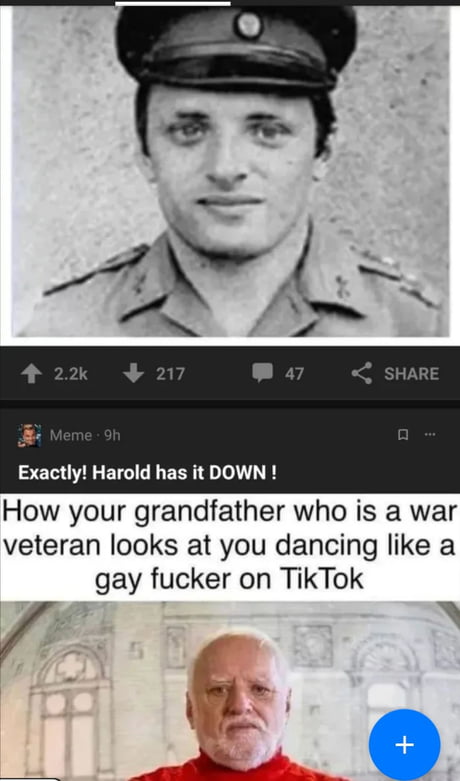 2.2k 217 47 SHARE
Meme · 9h
Exactly! Harold has it DOWN !
How your grandfather who is a war
veteran looks at you dancing like a
gay fucker on TikTok